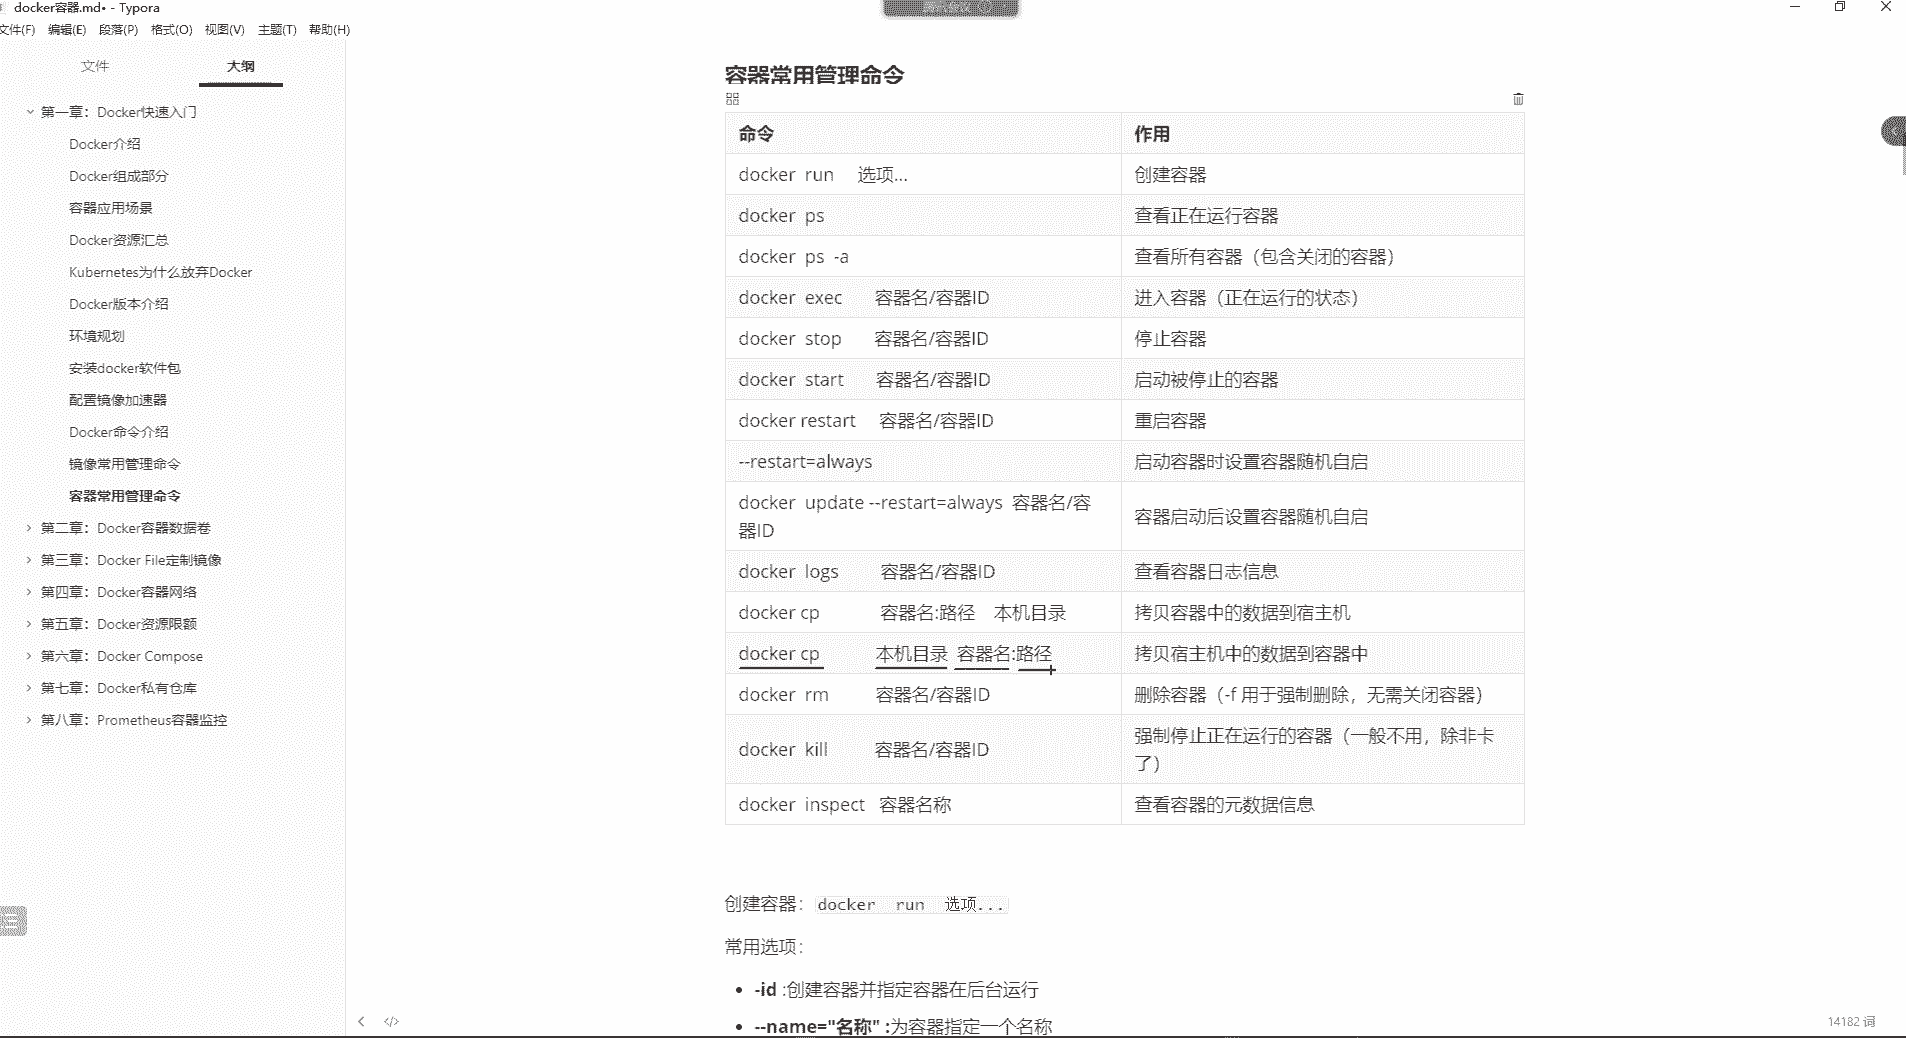 docker容器.md• - Typora
文件(F) 编辑(E) 段落(P) 格式(O) 视图(V) 主题(T) 帮助(H)
文件 大纲
第一章：Docker快速入门
Docker介绍
Docker组成部分
容器应用场景
Docker资源汇总
Kubernetes为什么放弃Docker
Docker版本介绍
环境规划
安装docker软件包
配置镜像加速器
Docker命令介绍
镜像常用管理命令
容器常用管理命令
第二章：Docker容器数据卷
第三章：Docker File定制镜像
第四章：Docker容器网络
第五章：Docker资源限额
第六章：Docker Compose
第七章：Docker私有仓库
第八章：Prometheus容器监控
容器常用管理命令
命令 作用
docker run 选项... 创建容器
docker ps 查看正在运行容器
docker ps -a 查看所有容器（包含关闭的容器）
docker exec 容器名/容器ID 进入容器（正在运行的状态）
docker stop 容器名/容器ID 停止容器
docker start 容器名/容器ID 启动被停止的容器
docker restart 容器名/容器ID 重启容器
--restart=always 启动容器时设置容器随机自启
docker update --restart=always 容器名/容
器ID 容器启动后设置容器随机自启
docker logs 容器名/容器ID 查看容器日志信息
docker cp 容器名:路径 本机目录 拷贝容器中的数据到宿主机
docker cp 本机目录 容器名:路径 拷贝宿主机中的数据到容器中
docker rm 容器名/容器ID 删除容器（-f 用于强制删除，无需关闭容器）
docker kill 容器名/容器ID 强制停止正在运行的容器（一般不用，除非卡
了）
docker inspect 容器名称 查看容器的元数据信息
创建容器：docker run 选项...
常用选项：
-id :创建容器并指定容器在后台运行
--name="名称" :为容器指定一个名称
14182 词